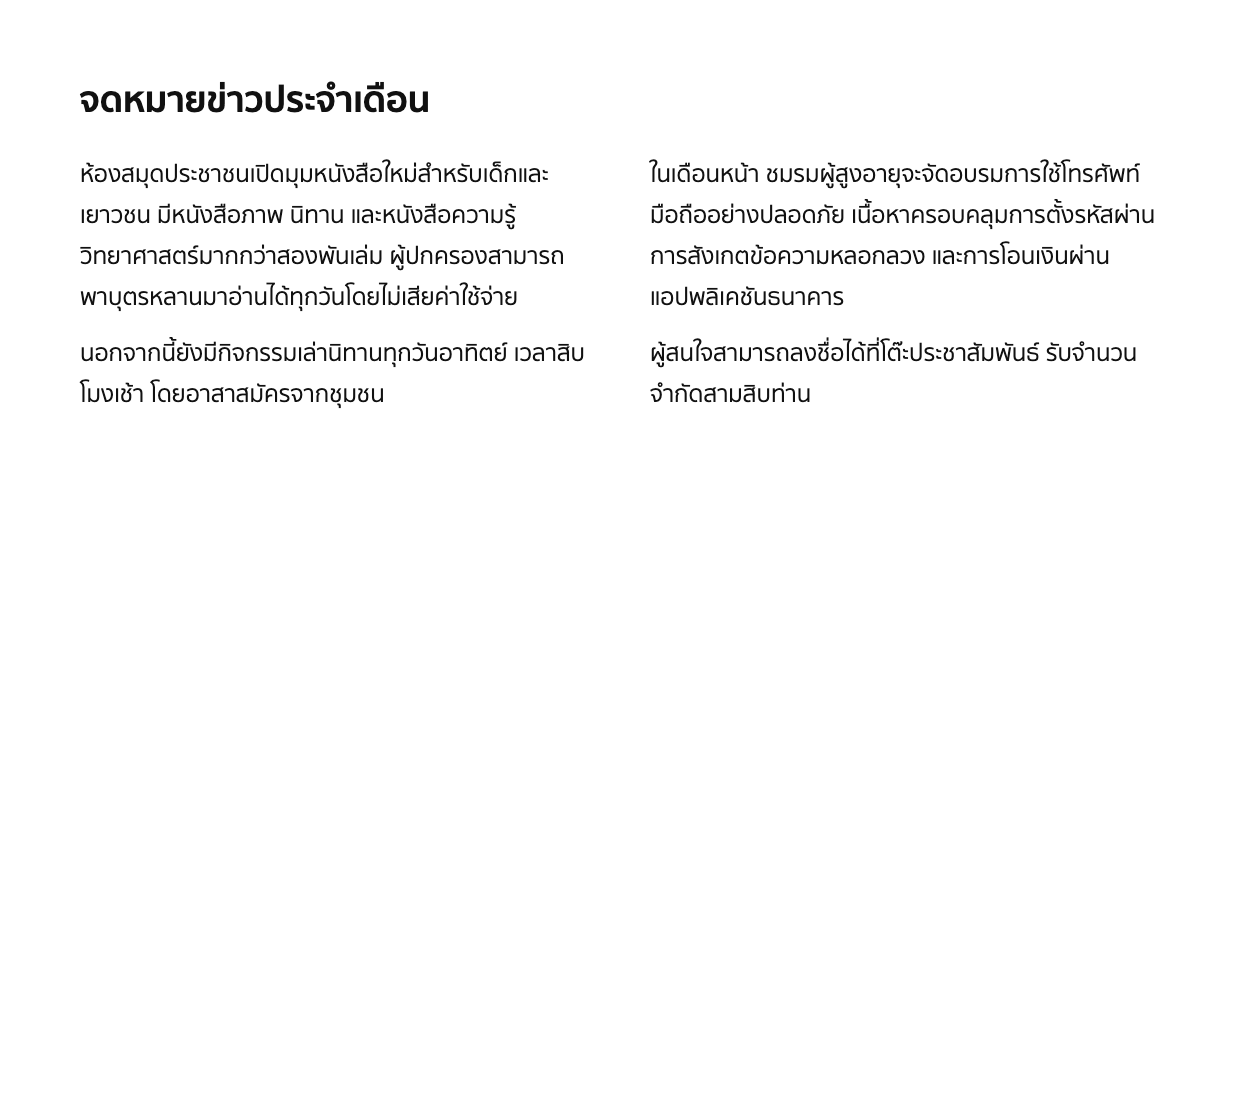 จดหมายข่าวประจำเดือน
ห้องสมุดประชาชนเปิดมุมหนังสือใหม่สำหรับเด็กและ
เยาวชน มีหนังสือภาพ นิทาน และหนังสือความรู้
วิทยาศาสตร์มากกว่าสองพันเล่ม ผู้ปกครองสามารถ
พาบุตรหลานมาอ่านได้ทุกวันโดยไม่เสียค่าใช้จ่าย
นอกจากนี้ยังมีกิจกรรมเล่านิทานทุกวันอาทิตย์ เวลาสิบ
โมงเช้า โดยอาสาสมัครจากชุมชน
ในเดือนหน้า ชมรมผู้สูงอายุจะจัดอบรมการใช้โทรศัพท์
มือถืออย่างปลอดภัย เนื้อหาครอบคลุมการตั้งรหัสผ่าน
การสังเกตข้อความหลอกลวง และการโอนเงินผ่าน
แอปพลิเคชันธนาคาร
ผู้สนใจสามารถลงชื่อได้ที่โต๊ะประชาสัมพันธ์ รับจำนวน
จำกัดสามสิบท่าน